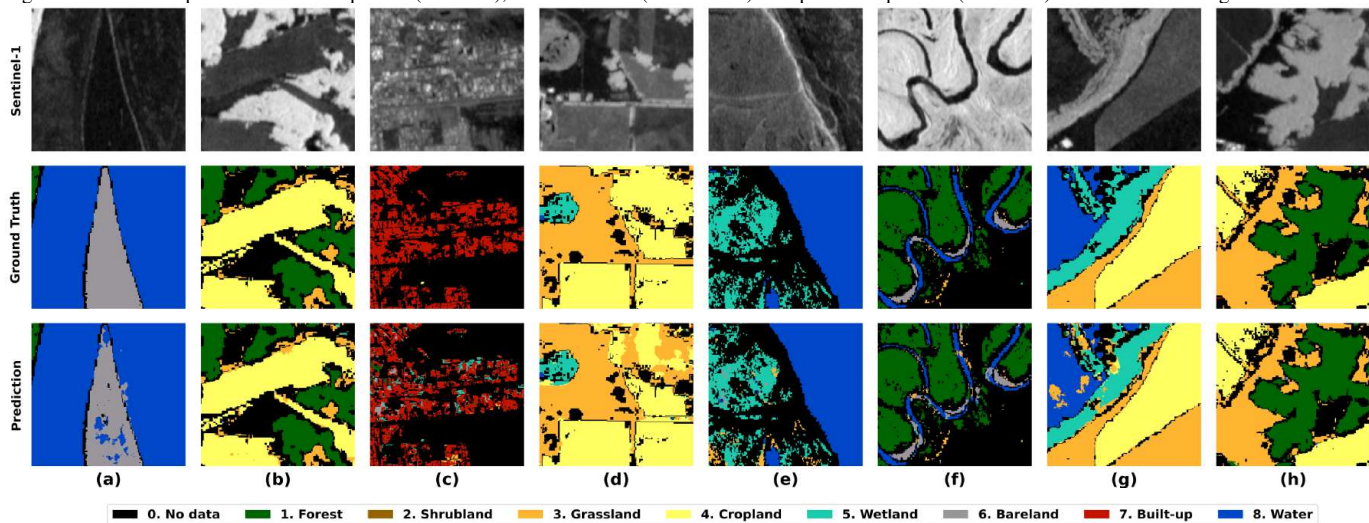 Sentinel-1
Ground Truth
Prediction
(a) (b) (c) (d) (e) (f) (g) (h)
0. No data 1. Forest 2. Shrubland 3. Grassland 4. Cropland 5. Wetland 6. Bareland 7. Built-up 8. Water